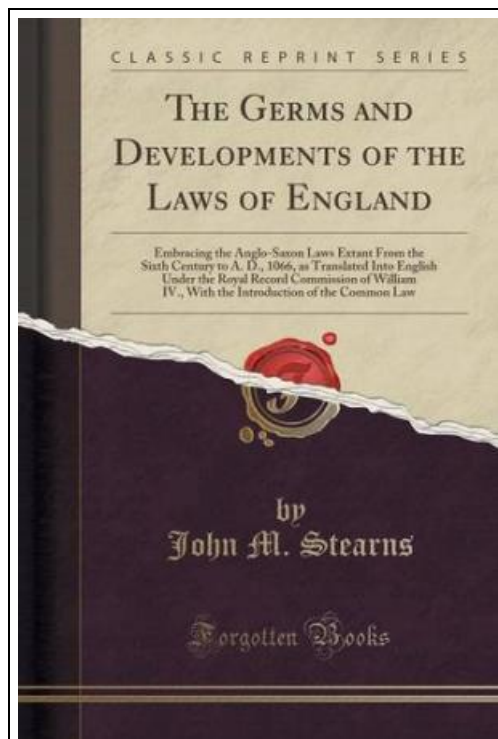 CLASSIC REPRINT SERIES
THE GERMS AND
DEVELOPMENTS OF THE
LAWS OF ENGLAND
Embracing the Anglo-Saxon Laws Extant From the
Sixth Century to A. D., 1066, as Translated Into English
Under the Royal Record Commission of William
IV., With the Introduction of the Common Law
by
John M. Stearns
Forgotten Books